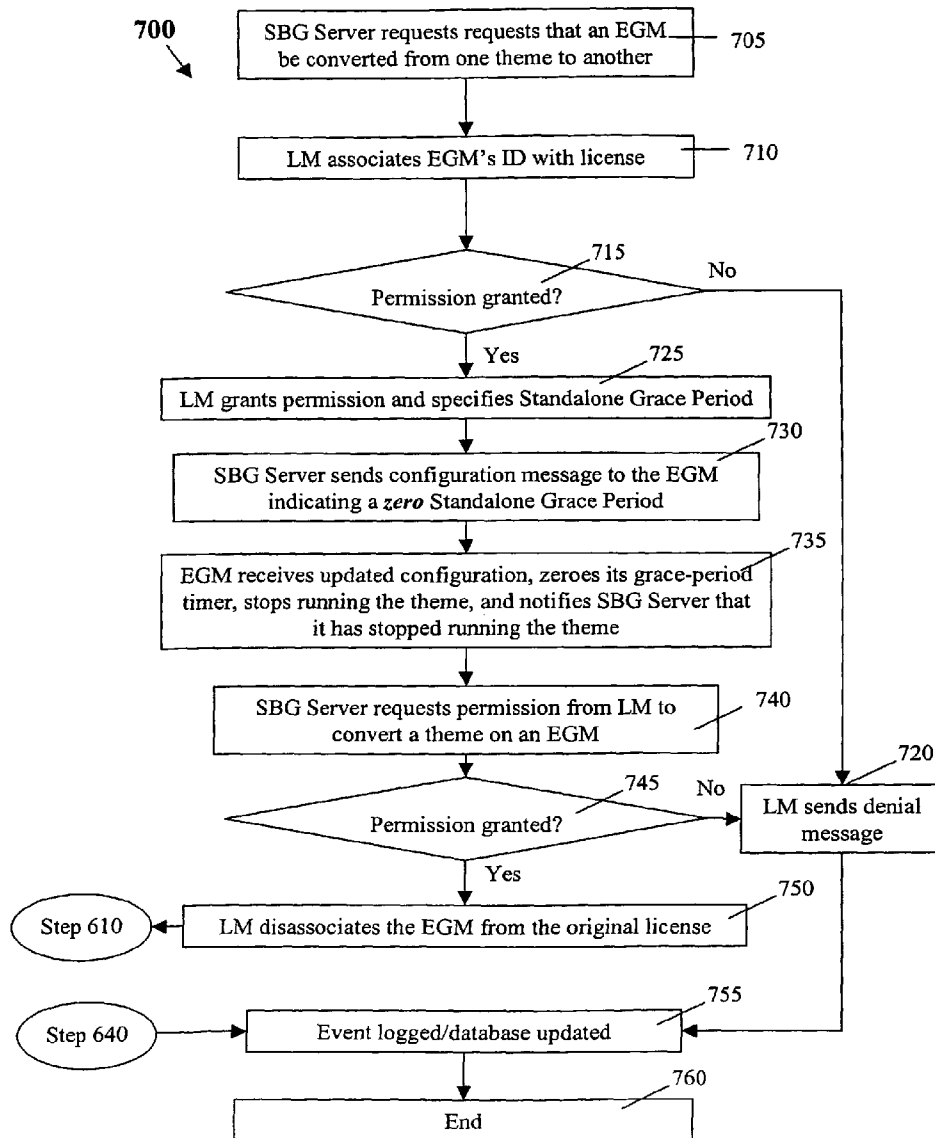 700
SBG Server requests requests that an EGM
be converted from one theme to another
705
LM associates EGM's ID with license
710
715
Permission granted?
No
Yes
725
LM grants permission and specifies Standalone Grace Period
730
SBG Server sends configuration message to the EGM
indicating a zero Standalone Grace Period
735
EGM receives updated configuration, zeroes its grace-period
timer, stops running the theme, and notifies SBG Server that
it has stopped running the theme
SBG Server requests permission from LM to
convert a theme on an EGM
740
745
Permission granted?
No
720
LM sends denial
message
Yes
750
Step 610
LM disassociates the EGM from the original license
755
Step 640
Event logged/database updated
760
End